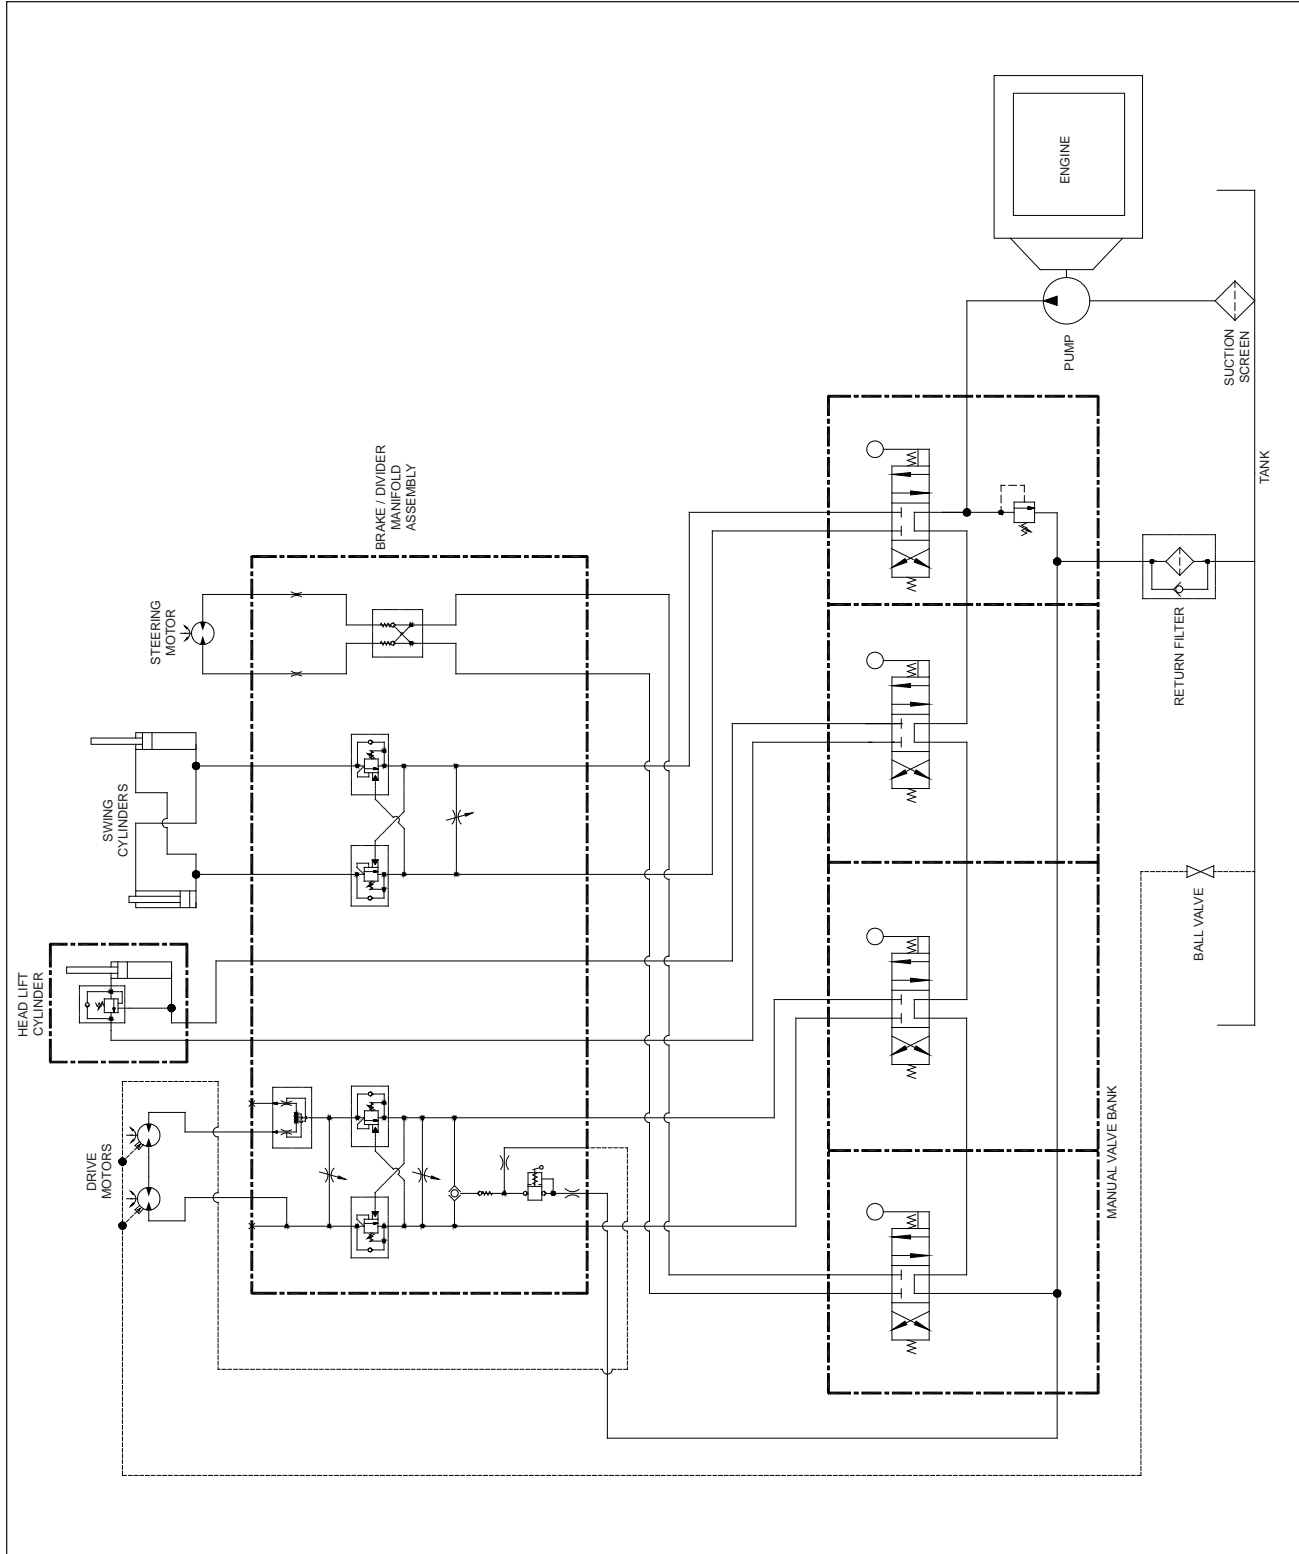 HEAD LIFT
CYLINDER
DRIVE
MOTORS
SWING
CYLINDERS
STEERING
MOTOR
BRAKE / DIVIDER
MANIFOLD
ASSEMBLY
MANUAL VALVE BANK
BALL VALVE
RETURN FILTER
TANK
SUCTION
SCREEN
PUMP
ENGINE